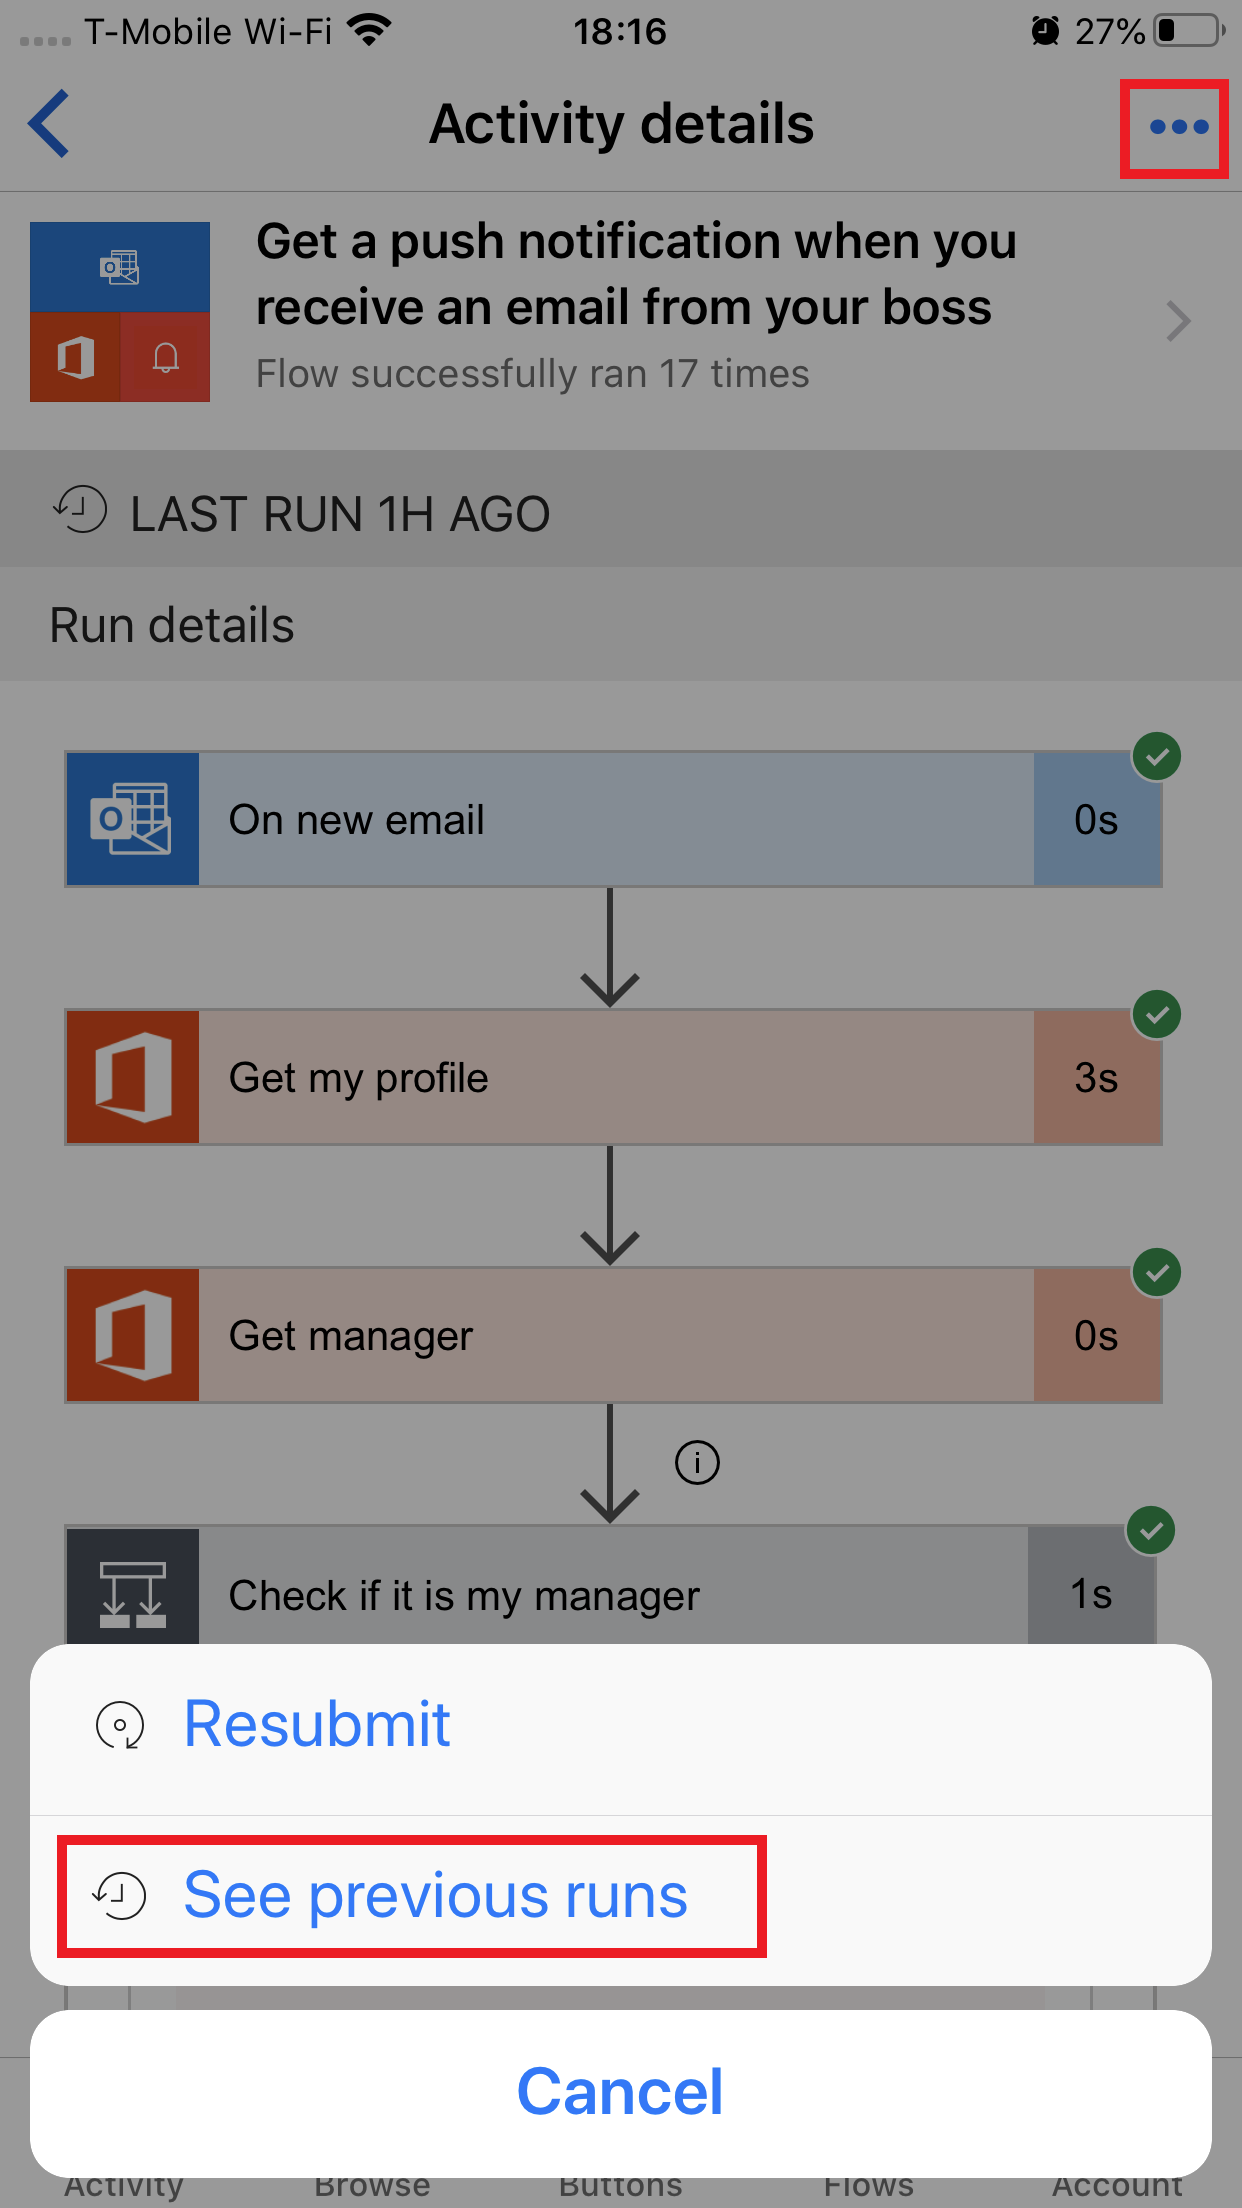 T-Mobile Wi-Fi 18:16 27%
Activity details
Get a push notification when you
receive an email from your boss
Flow successfully ran 17 times
LAST RUN 1H AGO
Run details
On new email 0s
Get my profile 3s
Get manager 0s
Check if it is my manager 1s
Resubmit
See previous runs
Cancel
Activity Browse Buttons Flows Account